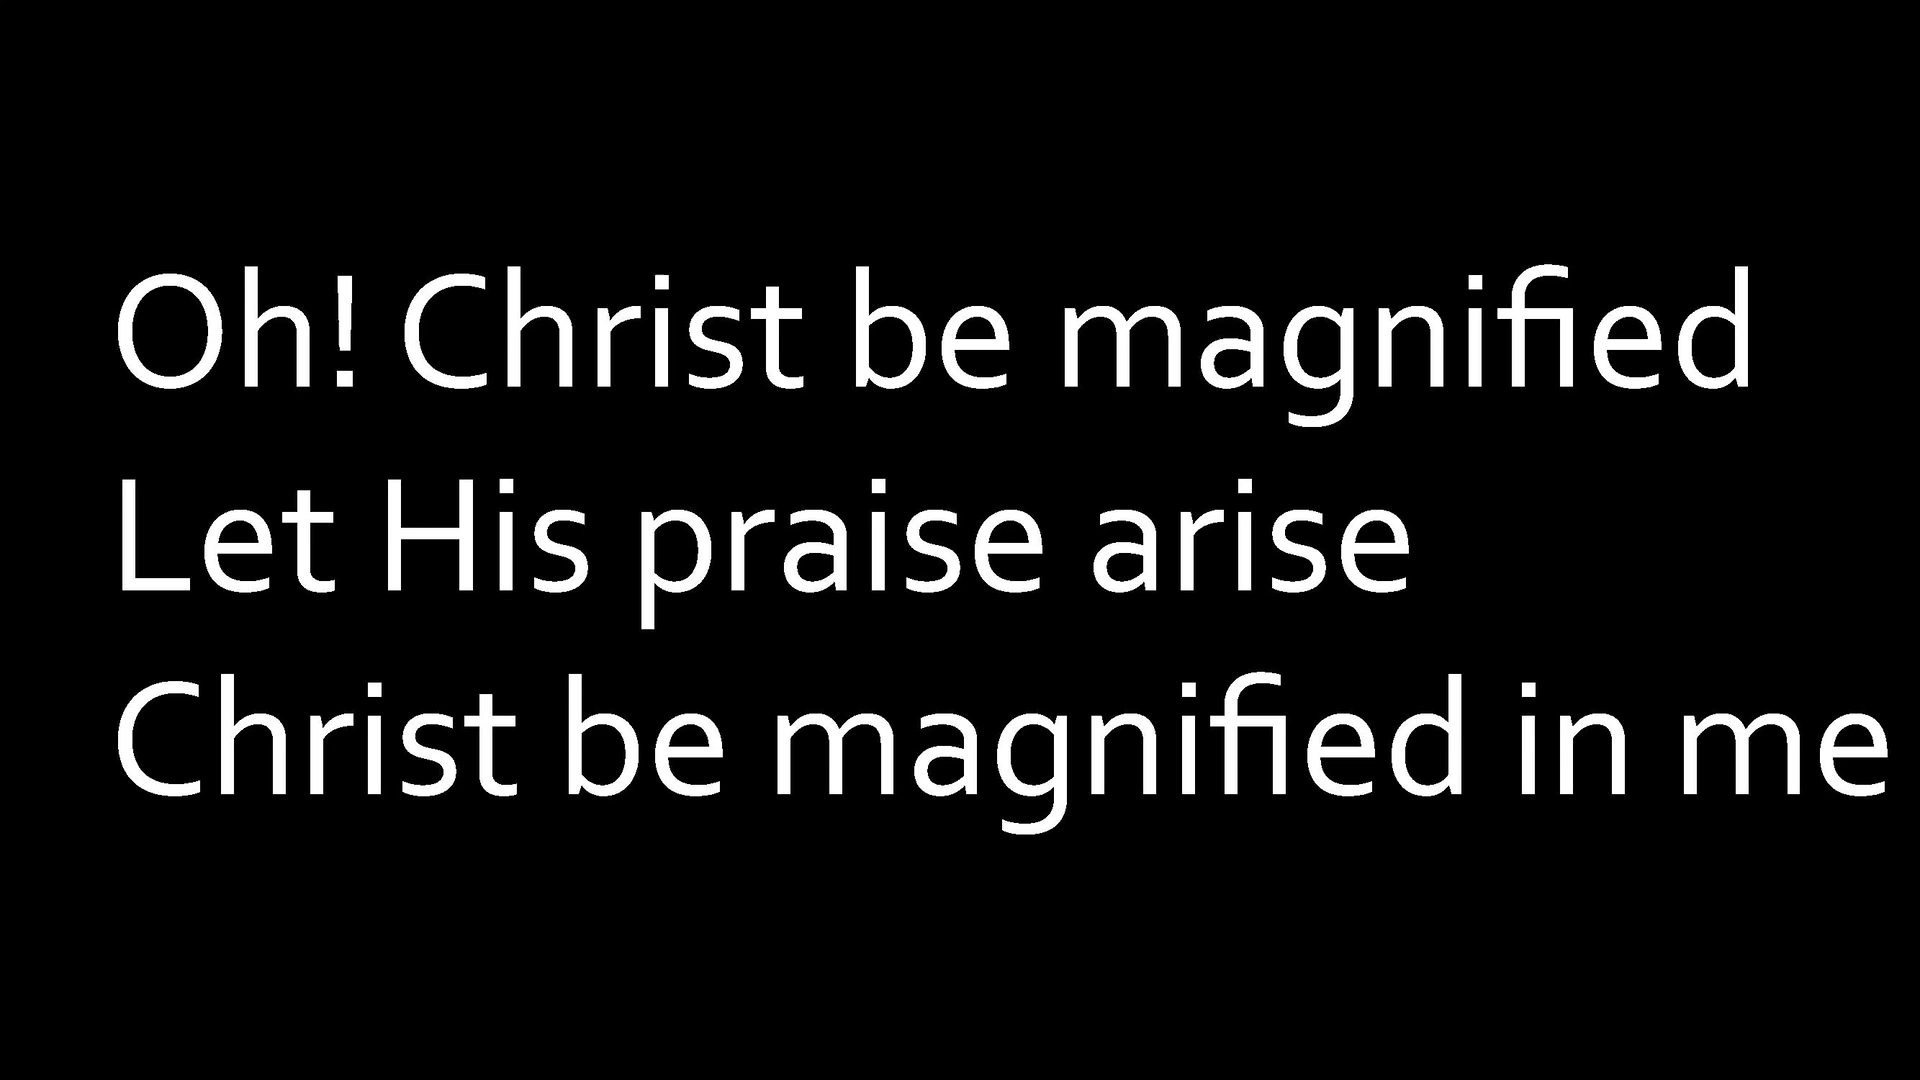 Oh! Christ be magnified
Let His praise arise
Christ be magnified in me